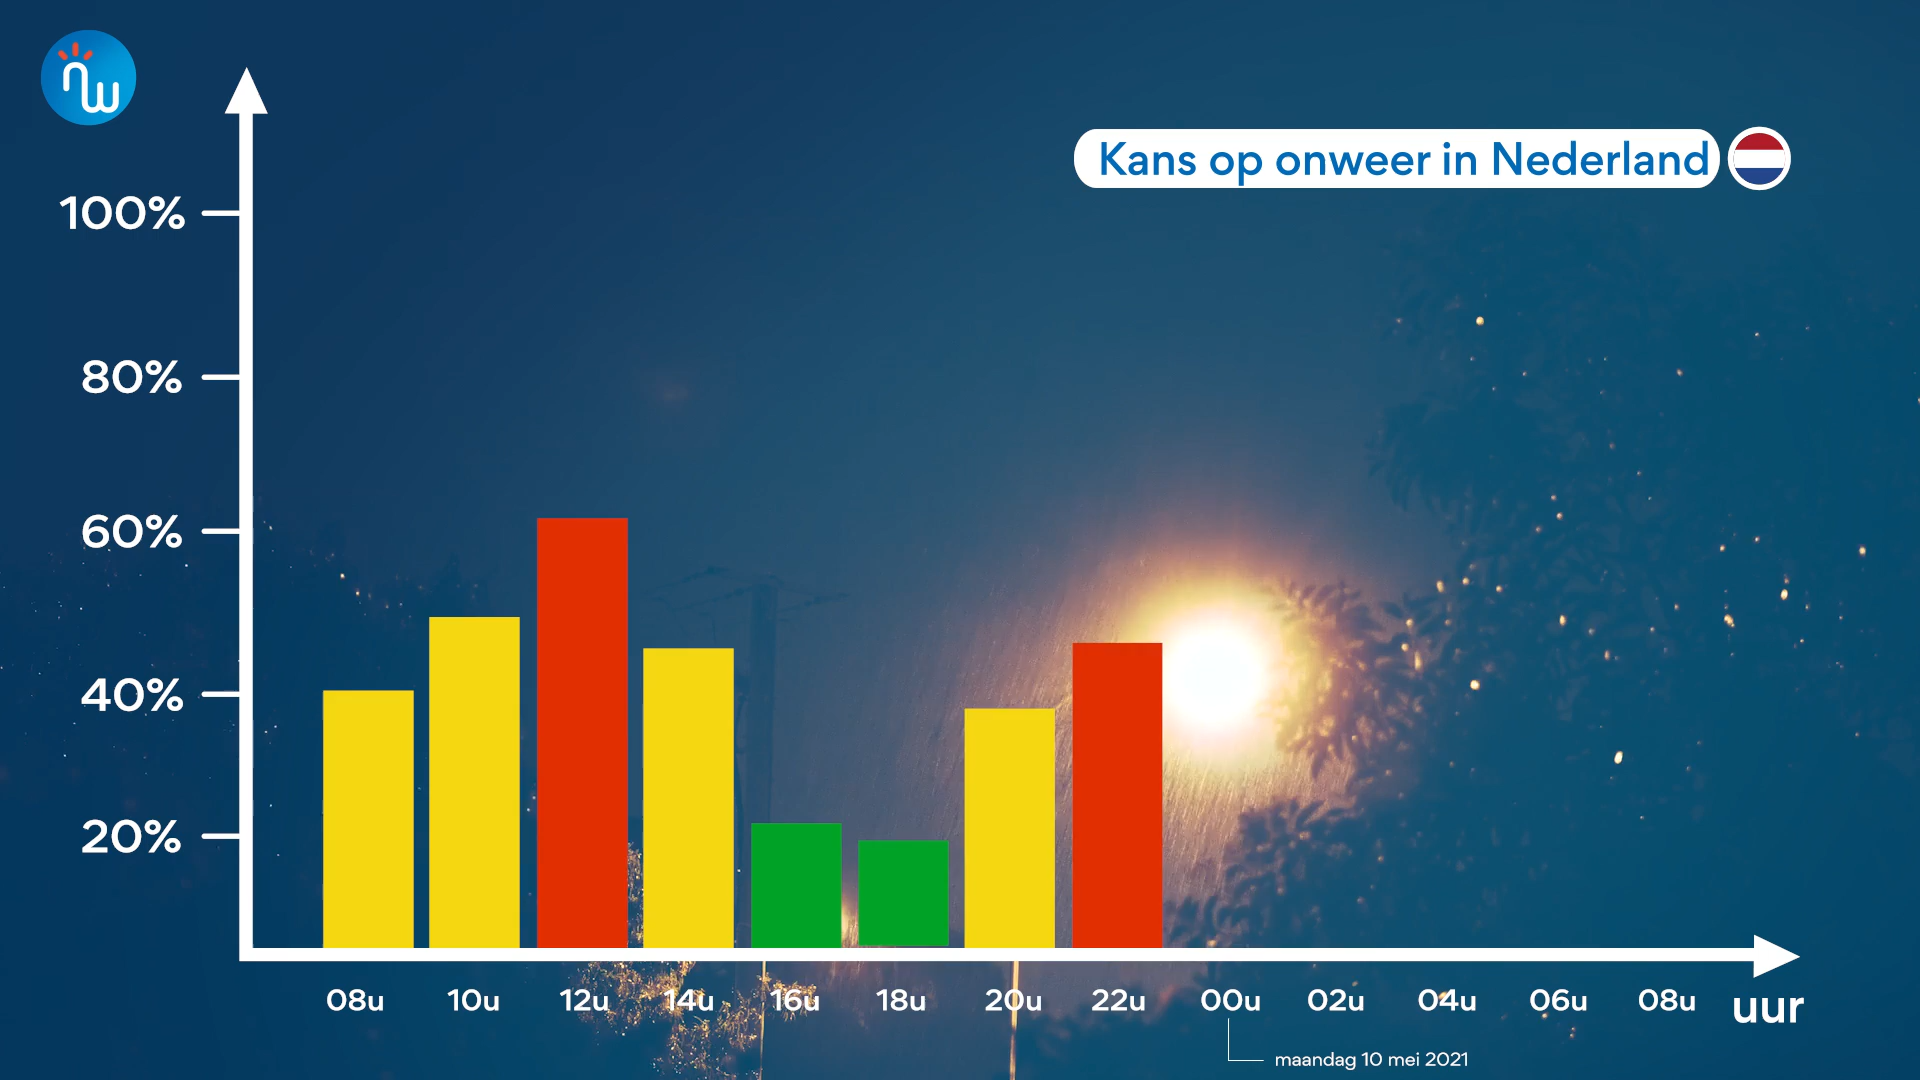 nw
Kans op onweer in Nederland
100%
80%
60%
40%
20%
08u 10u 12u 14u 16u 18u 20u 22u 00u 02u 04u 06u 08u uur
maandag 10 mei 2021